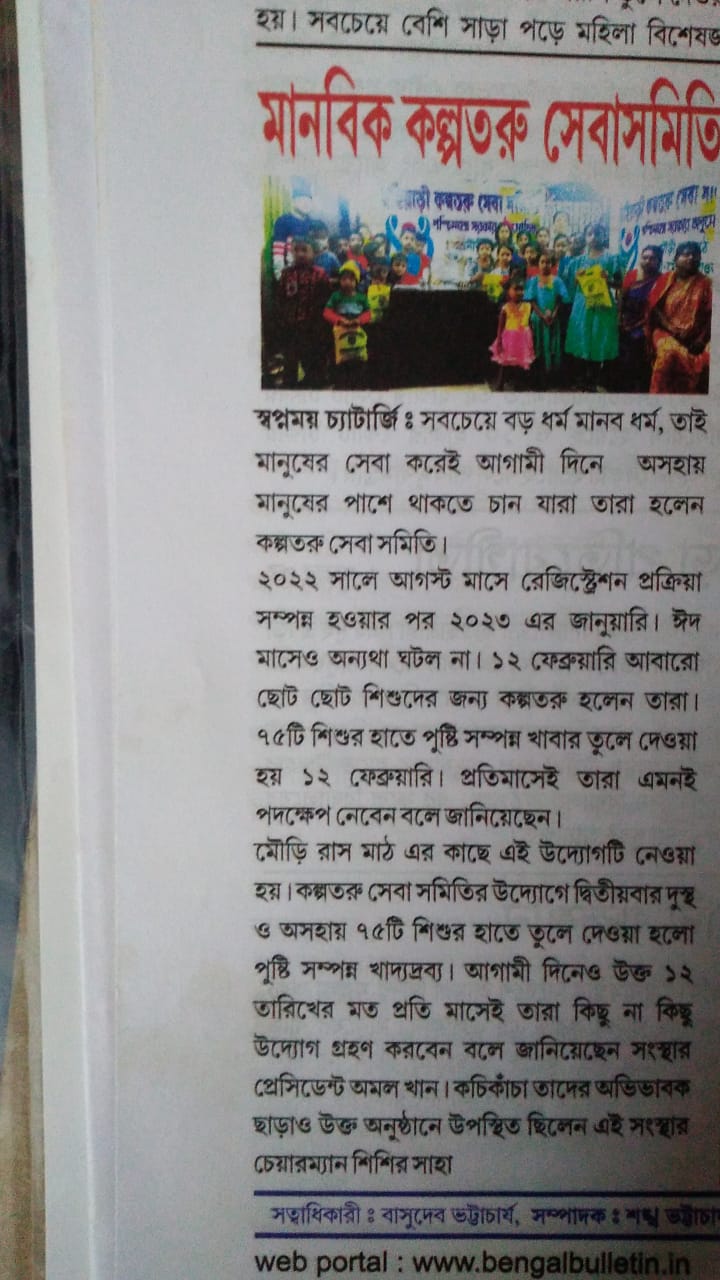 হয়। সবচেয়ে বেশি সাড়া পড়ে মহিলা
মানবিক কল্পতরু সেবাসমিতি
কল্পতরু সেবা
স্বপ্নময় চ্যাটার্জি : সবচেয়ে বড় ধর্ম মানব ধর্ম, তাই
মানুষের সেবা করেই আগামী দিনে অসহায়
মানুষের পাশে থাকতে চান যারা তারা হলেন
কল্পতরু সেবা সমিতি।
২০২২ সালে আগস্ট মাসে রেজিস্ট্রেশন প্রক্রিয়া
সম্পন্ন হওয়ার পর ২০২৩ এর জানুয়ারি। ঈদ
মাসেও অন্যথা ঘটল না। ১২ ফেব্রুয়ারি আবারো
ছোট ছোট শিশুদের জন্য কল্পতরু হলেন তারা।
৭৫টি শিশুর হাতে পুষ্টি সম্পন্ন খাবার তুলে দেওয়া
হয় ১২ ফেব্রুয়ারি। প্রতিমাসেই তারা এমনই
পদক্ষেপ নেবেন বলে জানিয়েছেন।
মৌড়ি রাস মাঠ এর কাছে এই উদ্যোগটি নেওয়া
হয়। কল্পতরু সেবা সমিতির উদ্যোগে দ্বিতীয়বার দুস্থ
ও অসহায় ৭৫টি শিশুর হাতে তুলে দেওয়া হলো
পুষ্টি সম্পন্ন খাদ্যদ্রব্য। আগামী দিনেও উক্ত ১২
তারিখের মত প্রতি মাসেই তারা কিছু না কিছু
উদ্যোগ গ্রহণ করবেন বলে জানিয়েছেন সংস্থার
প্রেসিডেন্ট অমল খান। কচিকাঁচা তাদের অভিভাবক
ছাড়াও উক্ত অনুষ্ঠানে উপস্থিত ছিলেন এই সংস্থার
চেয়ারম্যান শিশির সাহা
সত্বাধিকারী : বাসুদেব ভট্টাচার্য, সম্পাদক :
web portal : www.bengalbulletin.in